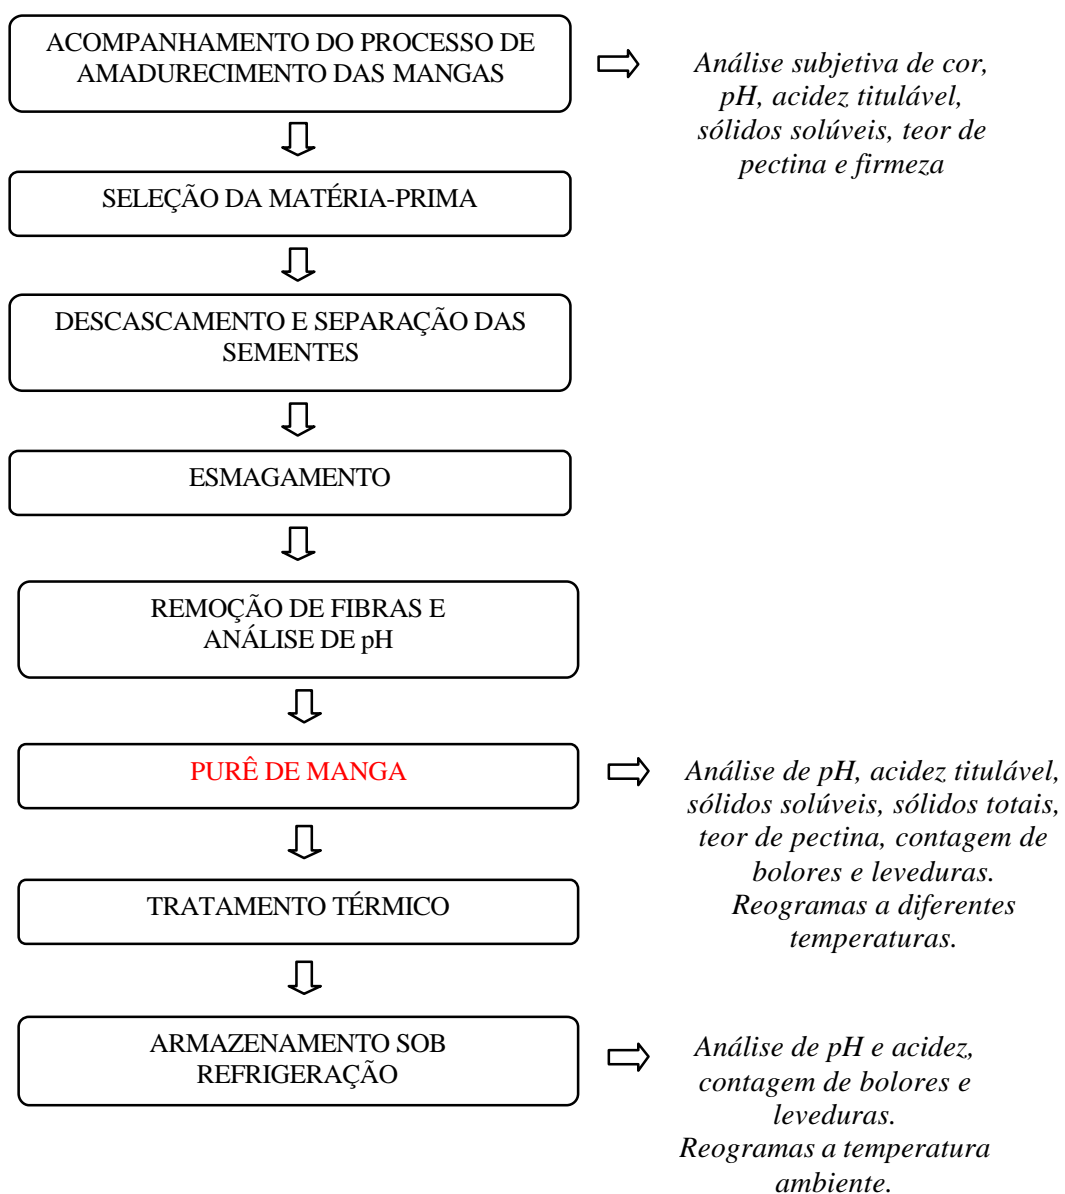 ACOMPANHAMENTO DO PROCESSO DE
AMADURECIMENTO DAS MANGAS
Análise subjetiva de cor,
pH, acidez titulável,
sólidos solúveis, teor de
pectina e firmeza
SELEÇÃO DA MATÉRIA-PRIMA
DESCASCAMENTO E SEPARAÇÃO DAS
SEMENTES
ESMAGAMENTO
REMOÇÃO DE FIBRAS E
ANÁLISE DE pH
PURÊ DE MANGA
Análise de pH, acidez titulável,
sólidos solúveis, sólidos totais,
teor de pectina, contagem de
bolores e leveduras.
Reogramas a diferentes
temperaturas.
TRATAMENTO TÉRMICO
ARMAZENAMENTO SOB
REFRIGERAÇÃO
Análise de pH e acidez,
contagem de bolores e
leveduras.
Reogramas a temperatura
ambiente.